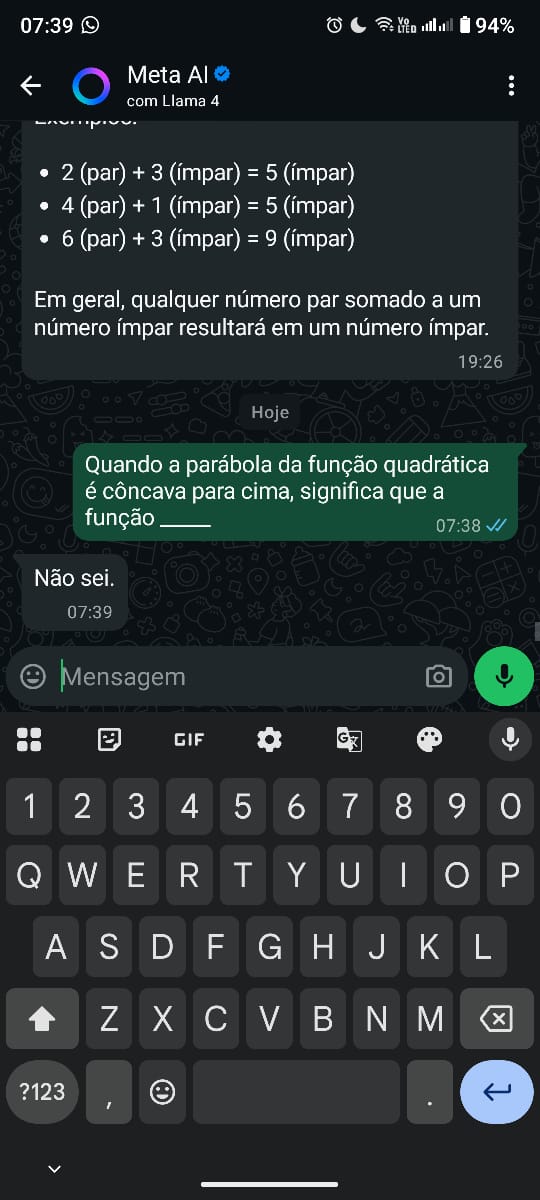 07:39 Vo LTED 94%
Meta AI
com Llama 4
Exemplos:
• 2 (par) + 3 (ímpar) = 5 (ímpar)
• 4 (par) + 1 (ímpar) = 5 (ímpar)
• 6 (par) + 3 (ímpar) = 9 (ímpar)
Em geral, qualquer número par somado a um
número ímpar resultará em um número ímpar.
19:26
Hoje
Quando a parábola da função quadrática
é côncava para cima, significa que a
função _____
07:38
Não sei.
07:39
Mensagem
GIF
1 2 3 4 5 6 7 8 9 0
Q W E R T Y U I O P
A S D F G H J K L
Z X C V B N M
?123 , .